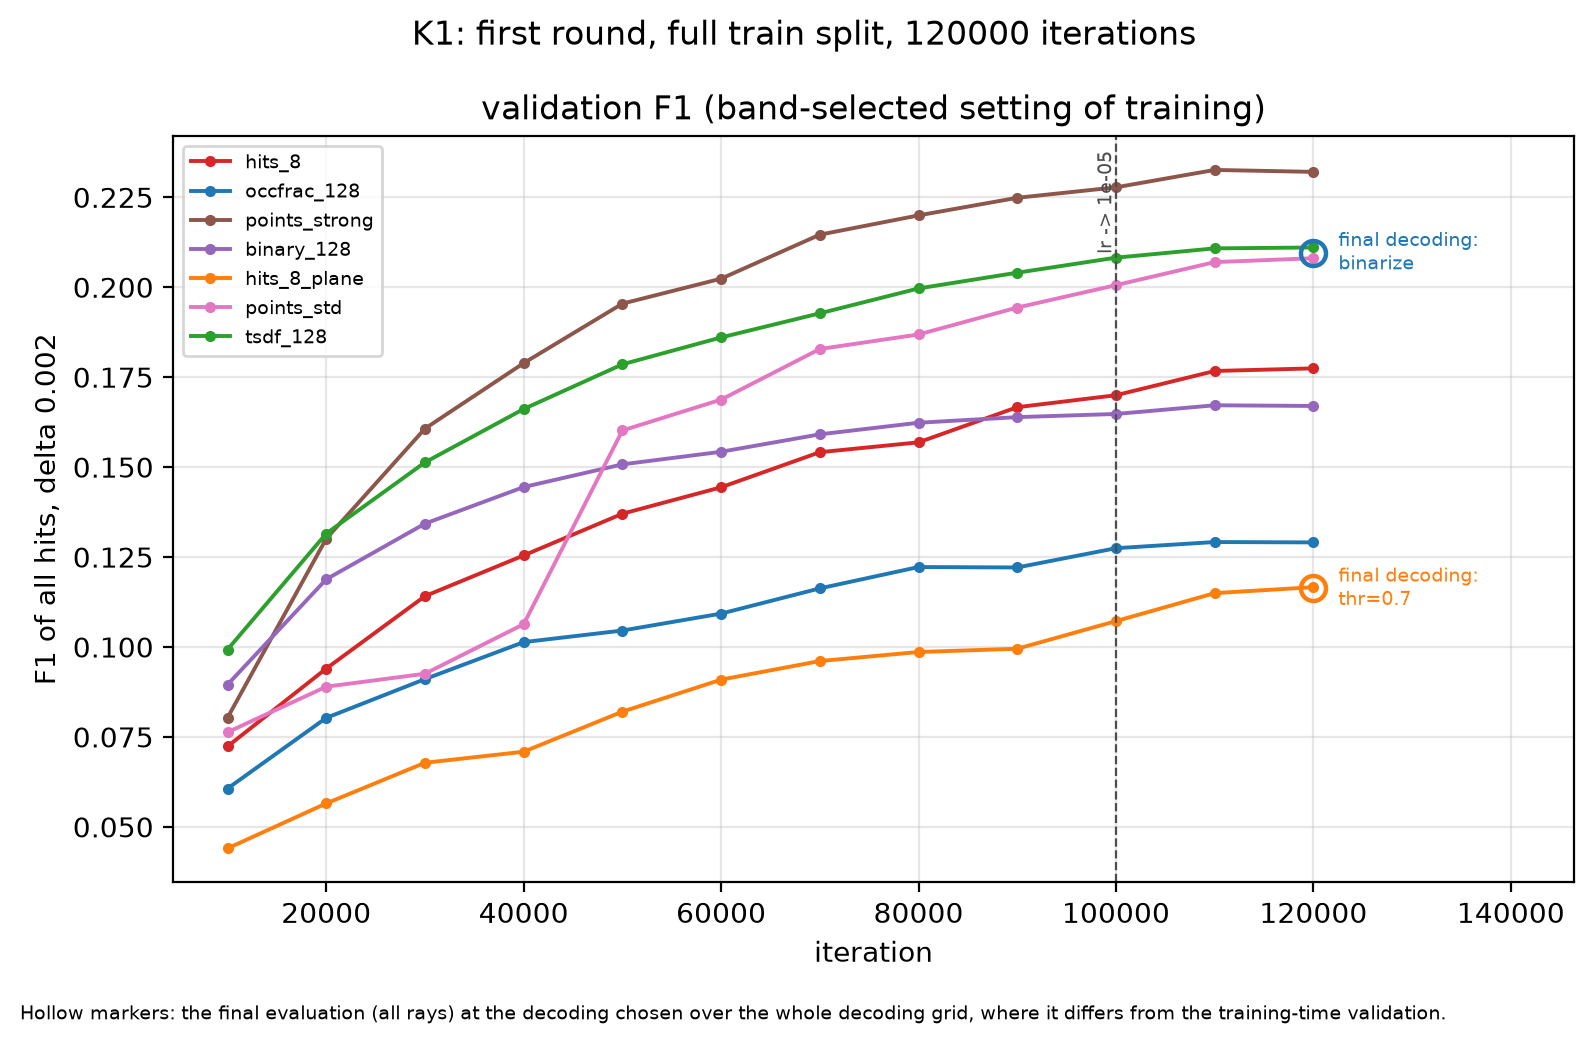 K1: first round, full train split, 120000 iterations
validation F1 (band-selected setting of training)
hits_8
occfrac_128
points_strong
binary_128
hits_8_plane
points_std
tsdf_128
lr -> 1e-05
final decoding:
binarize
final decoding:
thr=0.7
F1 of all hits, delta 0.002
0.225
0.200
0.175
0.150
0.125
0.100
0.075
0.050
20000
40000
60000
80000
100000
120000
140000
iteration
Hollow markers: the final evaluation (all rays) at the decoding chosen over the whole decoding grid, where it differs from the training-time validation.